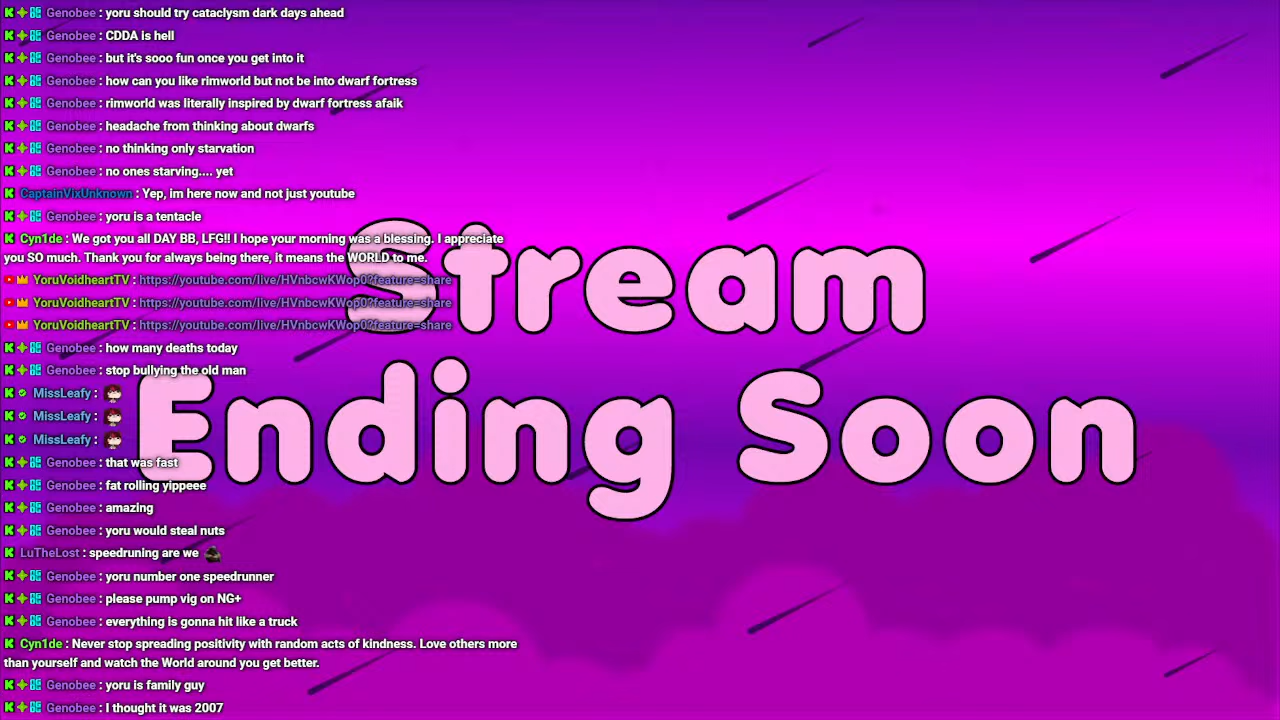 Genobee : yoru should try cataclysm dark days ahead
Genobee : CDDA is hell
Genobee : but it's sooo fun once you get into it
Genobee : how can you like rimworld but not be into dwarf fortress
Genobee : rimworld was literally inspired by dwarf fortress afaik
Genobee : headache from thinking about dwarfs
Genobee : no thinking only starvation
Genobee : no ones starving.... yet
CaptainVixUnknown : Yep, im here now and not just youtube
Genobee : yoru is a tentacle
Cyn1de : We got you all DAY BB, LFG!! I hope your morning was a blessing. I appreciate
you SO much. Thank you for always being there, it means the WORLD to me.
YoruVoidheartTV : https://youtube.com/live/HVnbcwKWop0?feature=share
YoruVoidheartTV : https://youtube.com/live/HVnbcwKWop0?feature=share
YoruVoidheartTV : https://youtube.com/live/HVnbcwKWop0?feature=share
Genobee : how many deaths today
Genobee : stop bullying the old man
MissLeafy :
MissLeafy :
MissLeafy :
Genobee : that was fast
Genobee : fat rolling yippeee
Genobee : amazing
Genobee : yoru would steal nuts
LuTheLost : speedruning are we
Genobee : yoru number one speedrunner
Genobee : please pump vig on NG+
Genobee : everything is gonna hit like a truck
Cyn1de : Never stop spreading positivity with random acts of kindness. Love others more
than yourself and watch the World around you get better.
Genobee : yoru is family guy
Genobee : I thought it was 2007
Stream
Ending Soon